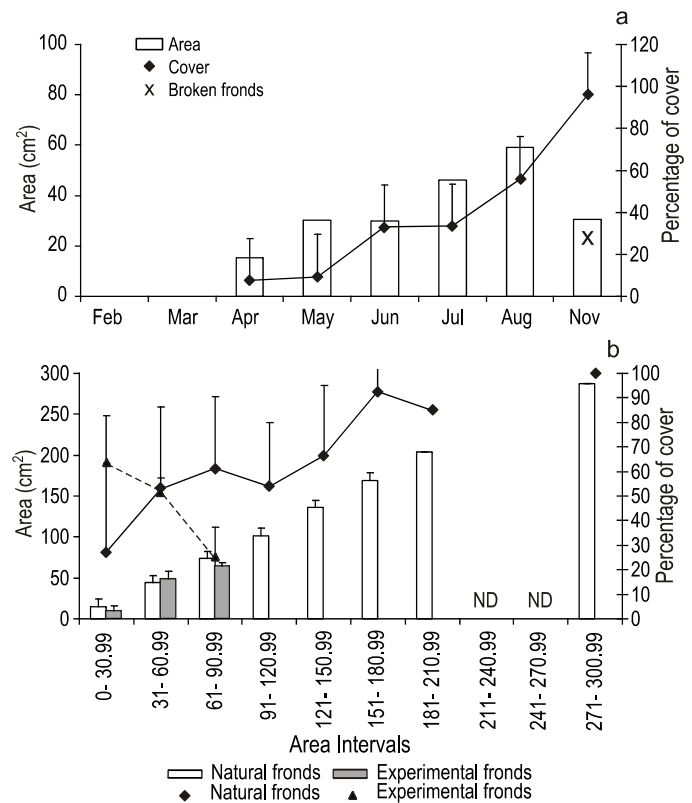 a
Area
Cover
x Broken fronds
Area (cm²)
100
80
60
40
20
0
120
100
80
60
40
20
0
Percentage of cover
x
Feb Mar Apr May Jun Jul Aug Nov
b
Area (cm²)
300
250
200
150
100
50
0
100
90
80
70
60
50
40
30
20
10
0
Percentage of cover
ND ND
0- 30.99
31- 60.99
61- 90.99
91- 120.99
121- 150.99
151- 180.99
181- 210.99
211- 240.99
241- 270.99
271- 300.99
Area Intervals
Natural fronds Experimental fronds
Natural fronds Experimental fronds